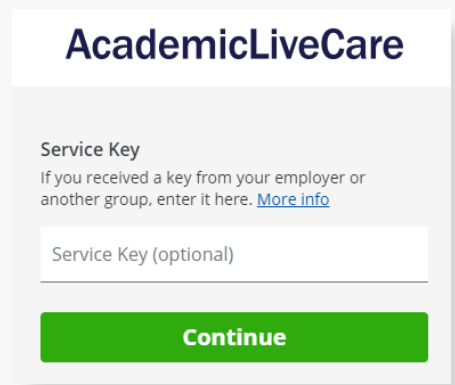 AcademicLiveCare
Service Key
If you received a key from your employer or
another group, enter it here. More info
Service Key (optional)
Continue